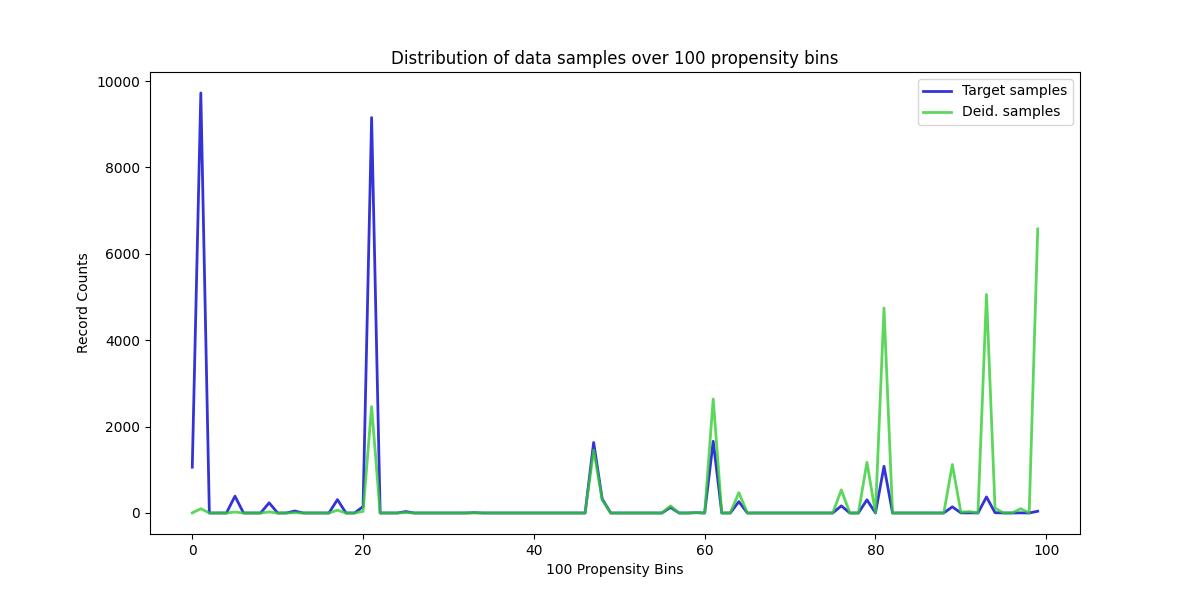 Distribution of data samples over 100 propensity bins
Target samples
Deid. samples
10000
8000
6000
4000
2000
0
Record Counts
0 20 40 60 80 100
100 Propensity Bins